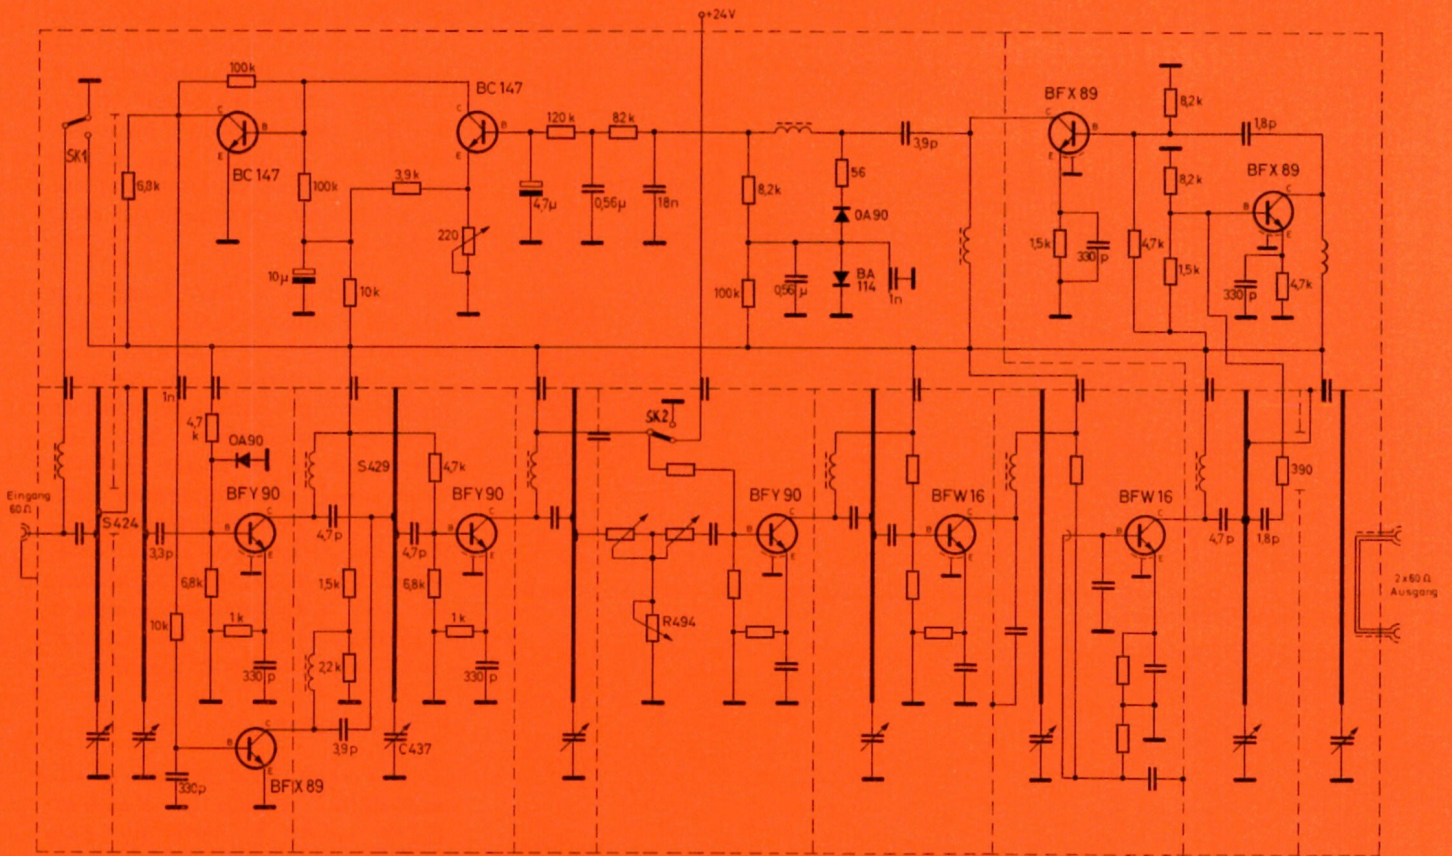 +24V
100k
C
B
E
BC 147
SK1
6,8k
100k
10µ
BC 147
C
B
E
3,9k
220
10k
120k
82k
4,7µ
0,56µ
18n
8,2k
100k
56
OA90
0,56µ
BA
114
1n
3,9p
BFX 89
C
B
E
1,5k
330p
8,2k
8,2k
4,7k
1,5k
1,8p
BFX 89
C
B
E
330p
4,7k
Eingang
60Ω
S424
1n
4,7
k
OA90
BFY 90
B
C
E
3,3p
6,8k
10k
1k
330p
330p
BFX 89
B
C
E
S429
4,7p
1,5k
2,2k
3,9p
C437
4,7k
BFY 90
B
C
E
4,7p
6,8k
1k
330p
SK2
R494
BFY 90
B
C
E
BFW 16
B
C
E
BFW 16
B
C
E
4,7p
1,8p
390
2x60Ω
Ausgang